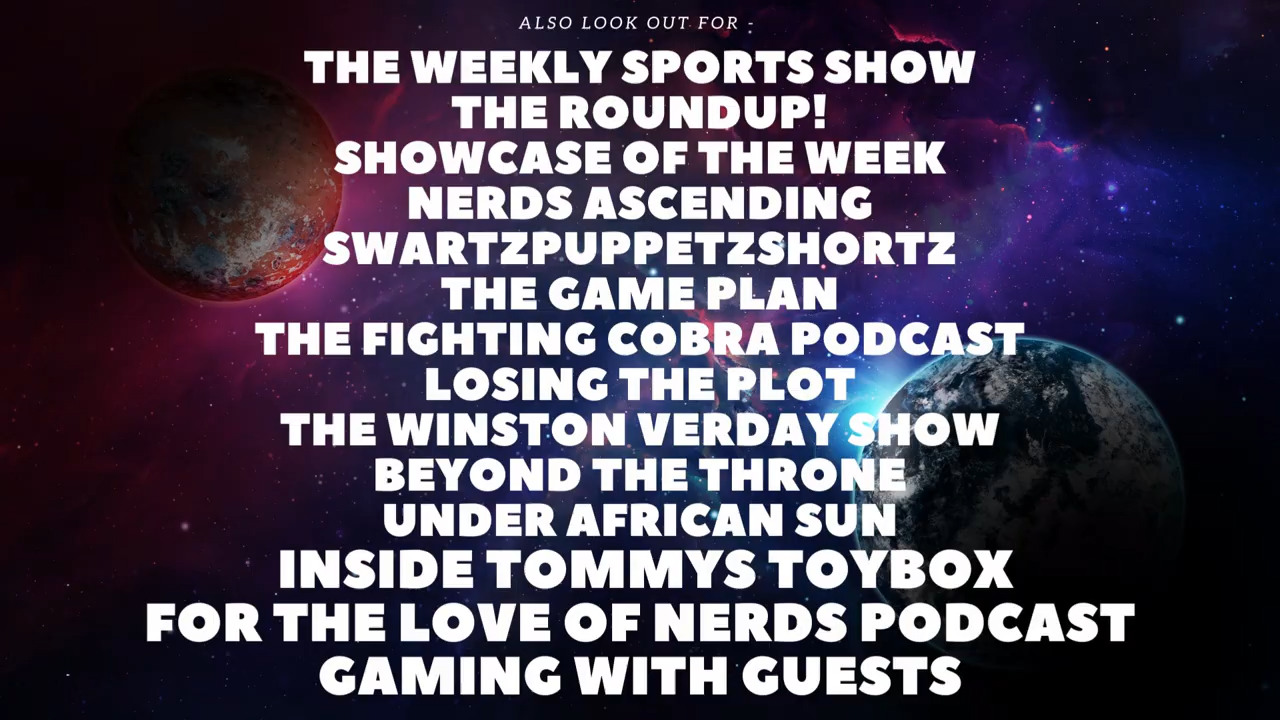 ALSO LOOK OUT FOR -
THE WEEKLY SPORTS SHOW
THE ROUNDUP!
SHOWCASE OF THE WEEK
NERDS ASCENDING
SWARTZPUPPETZSHORTZ
THE GAME PLAN
THE FIGHTING COBRA PODCAST
LOSING THE PLOT
THE WINSTON VERDAY SHOW
BEYOND THE THRONE
UNDER AFRICAN SUN
INSIDE TOMMYS TOYBOX
FOR THE LOVE OF NERDS PODCAST
GAMING WITH GUESTS